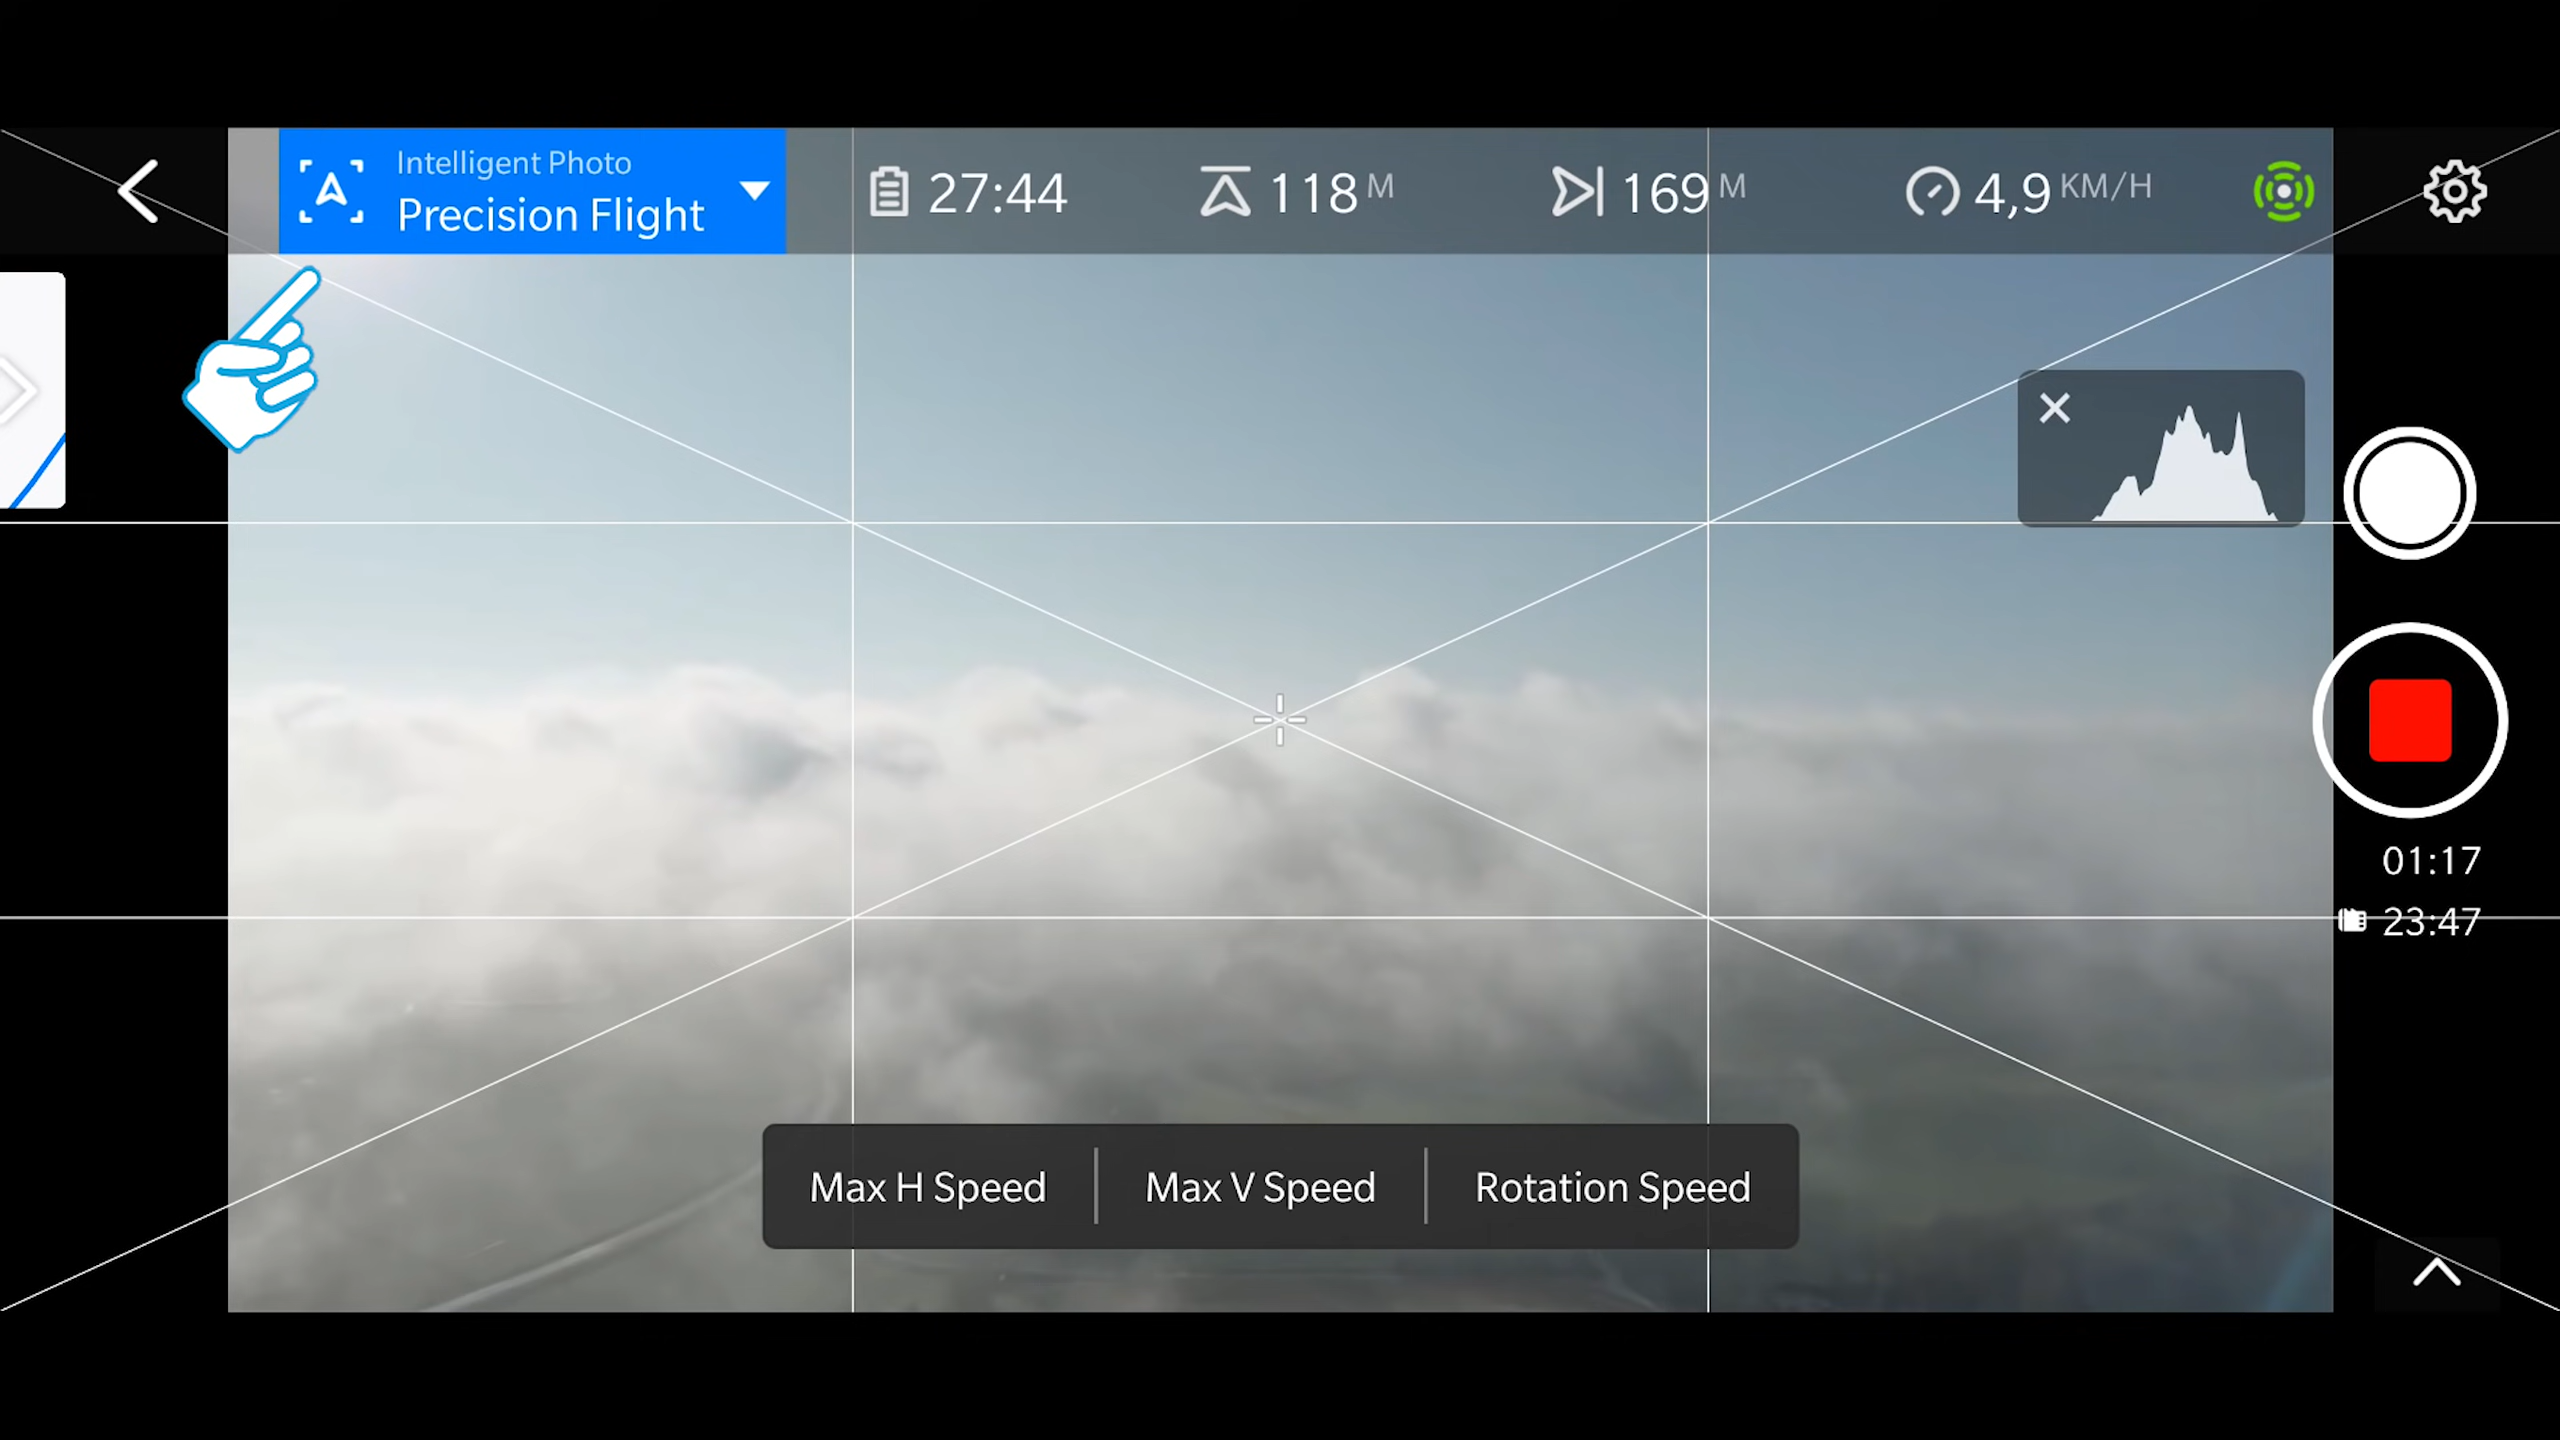 Intelligent Photo
Precision Flight
27:44
118 M
169 M
4,9 KM/H
01:17
23:47
Max H Speed
Max V Speed
Rotation Speed